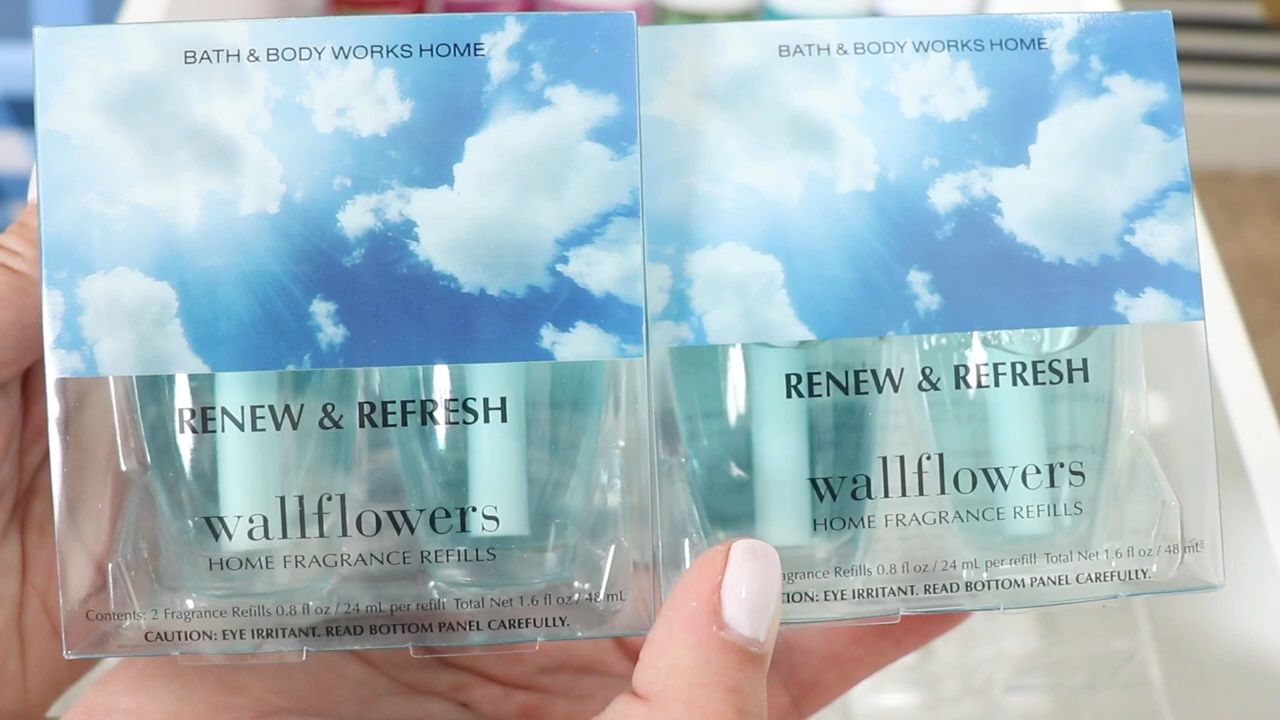 BATH & BODY WORKS HOME
RENEW & REFRESH
wallflowers
HOME FRAGRANCE REFILLS
Contents: 2 Fragrance Refills 0.8 fl oz / 24 mL per refill Total Net 1.6 fl oz / 48 mL
CAUTION: EYE IRRITANT. READ BOTTOM PANEL CAREFULLY.
BATH & BODY WORKS HOME
RENEW & REFRESH
wallflowers
HOME FRAGRANCE REFILLS
Refills 0.8 fl oz / 24 mL per refill Total Net 1.6 fl oz / 48 mL
EYE IRRITANT. READ BOTTOM PANEL CAREFULLY.